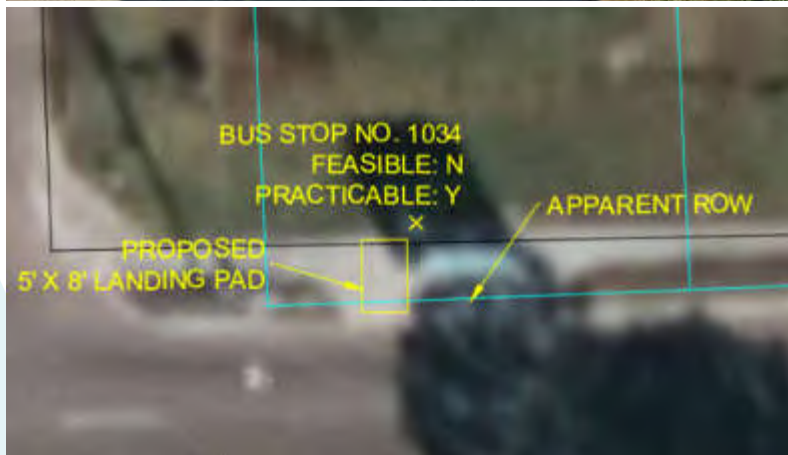 BUS STOP NO. 1034
FEASIBLE: N
PRACTICABLE: Y
APPARENT ROW
PROPOSED
5' X 8' LANDING PAD